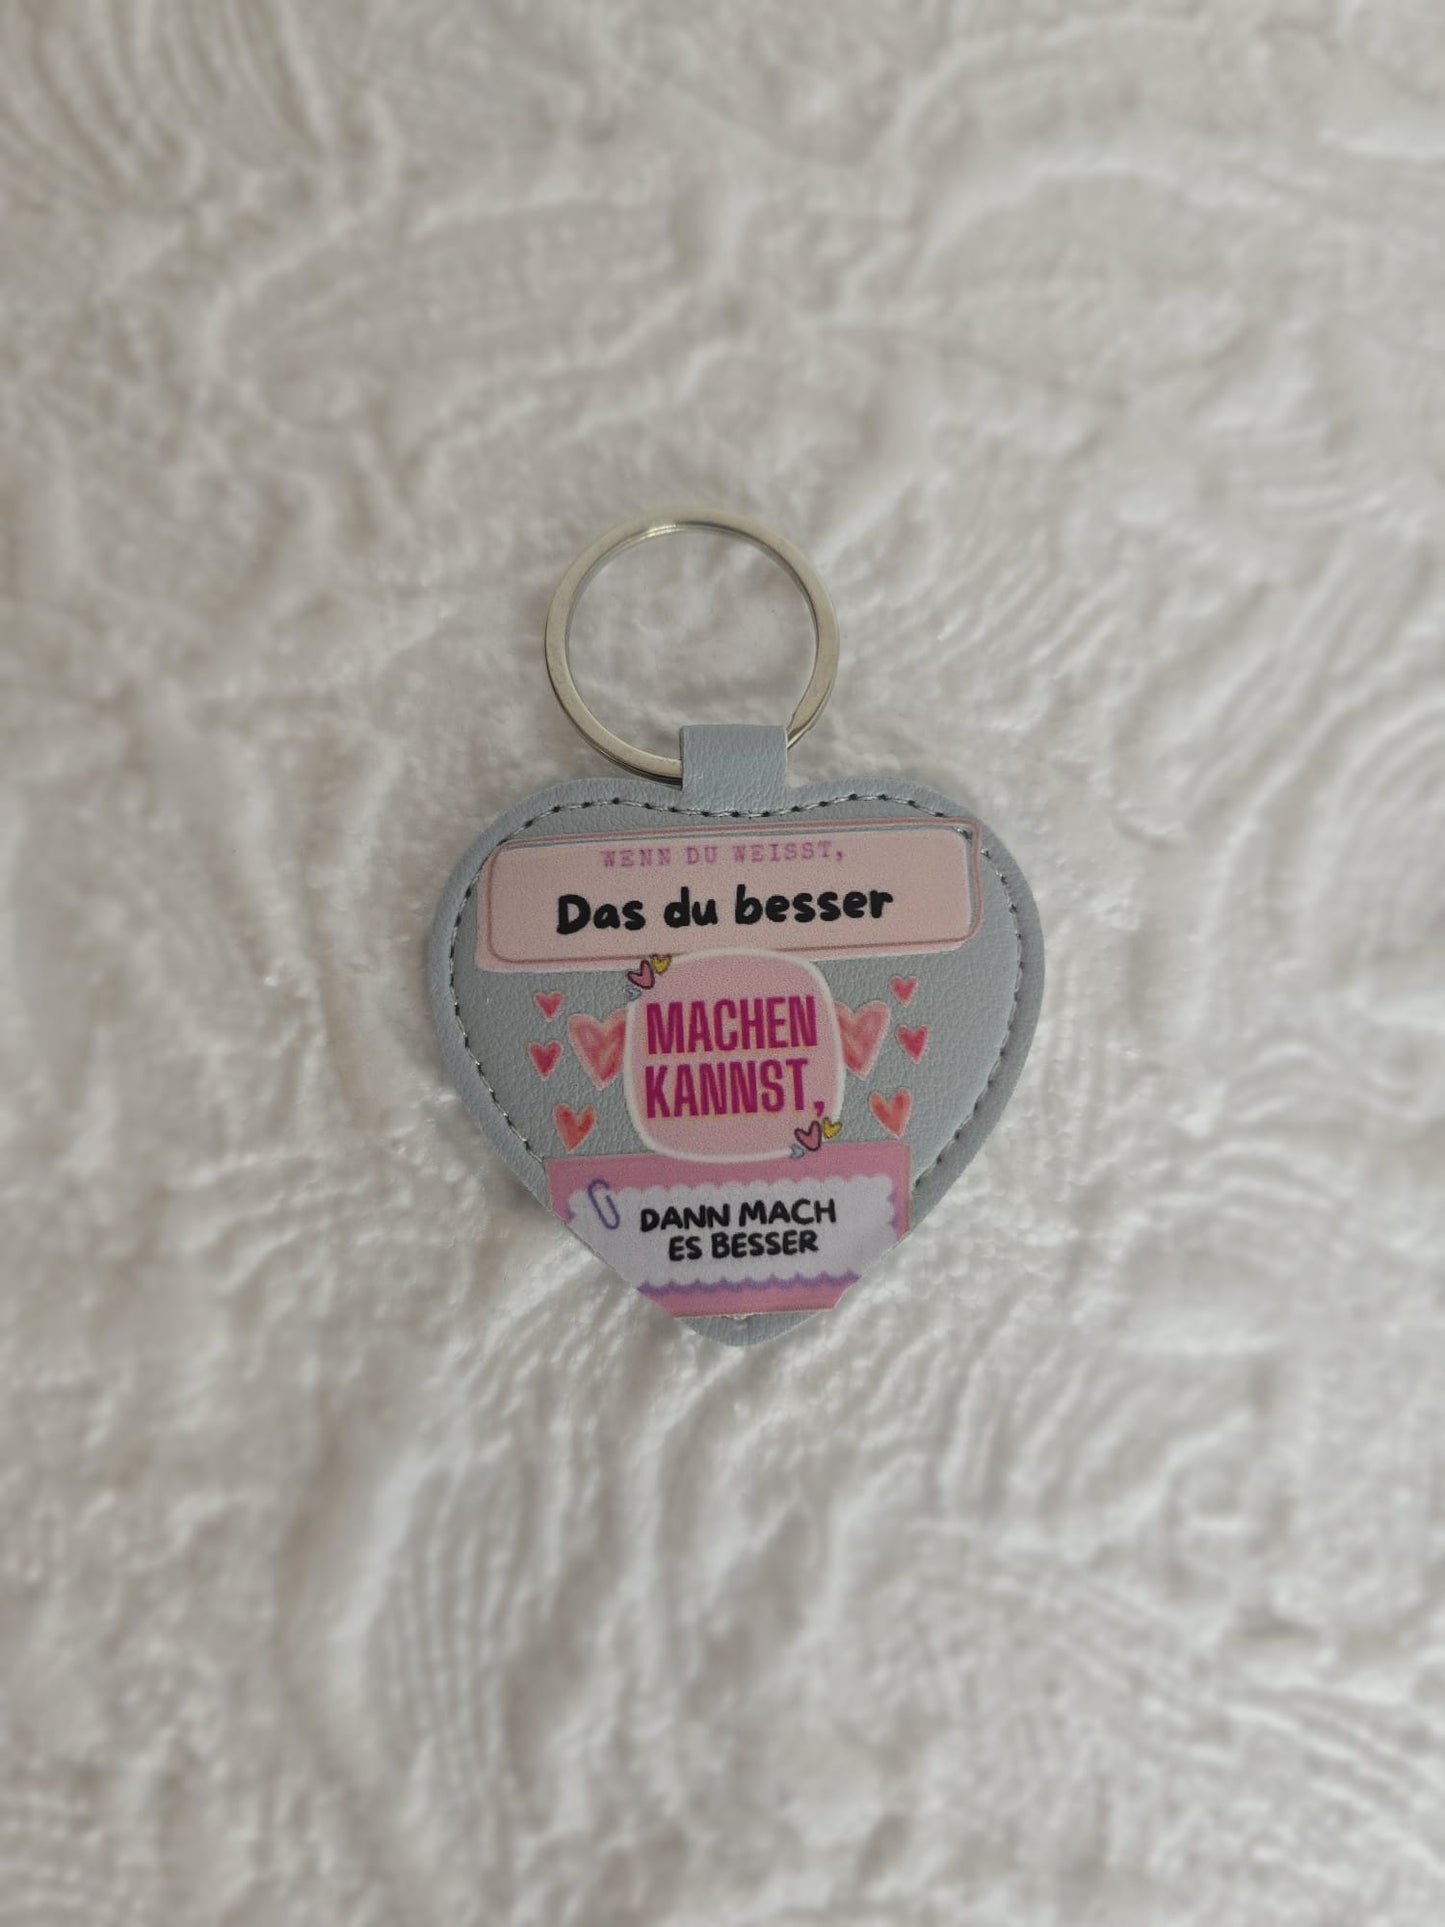 WENN DU WEISST,
Das du besser
MACHEN
KANNST,
DANN MACH
ES BESSER